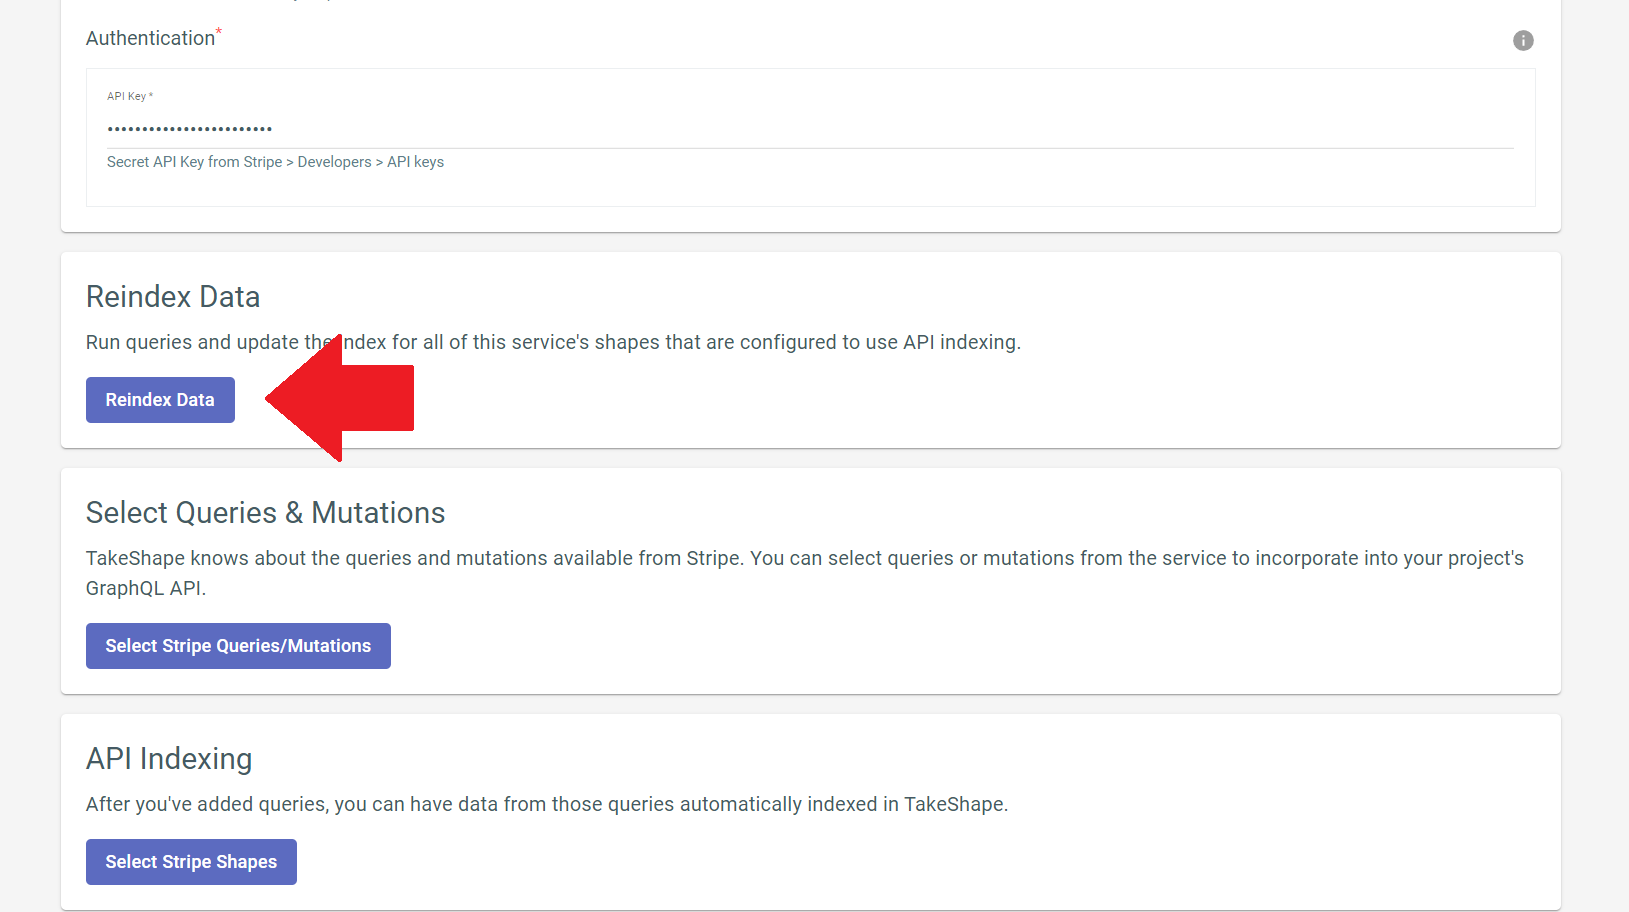 Authentication*
API Key *
••••••••••••••••••••••••
Secret API Key from Stripe > Developers > API keys
Reindex Data
Run queries and update the index for all of this service's shapes that are configured to use API indexing.
Reindex Data
Select Queries & Mutations
TakeShape knows about the queries and mutations available from Stripe. You can select queries or mutations from the service to incorporate into your project's
GraphQL API.
Select Stripe Queries/Mutations
API Indexing
After you've added queries, you can have data from those queries automatically indexed in TakeShape.
Select Stripe Shapes